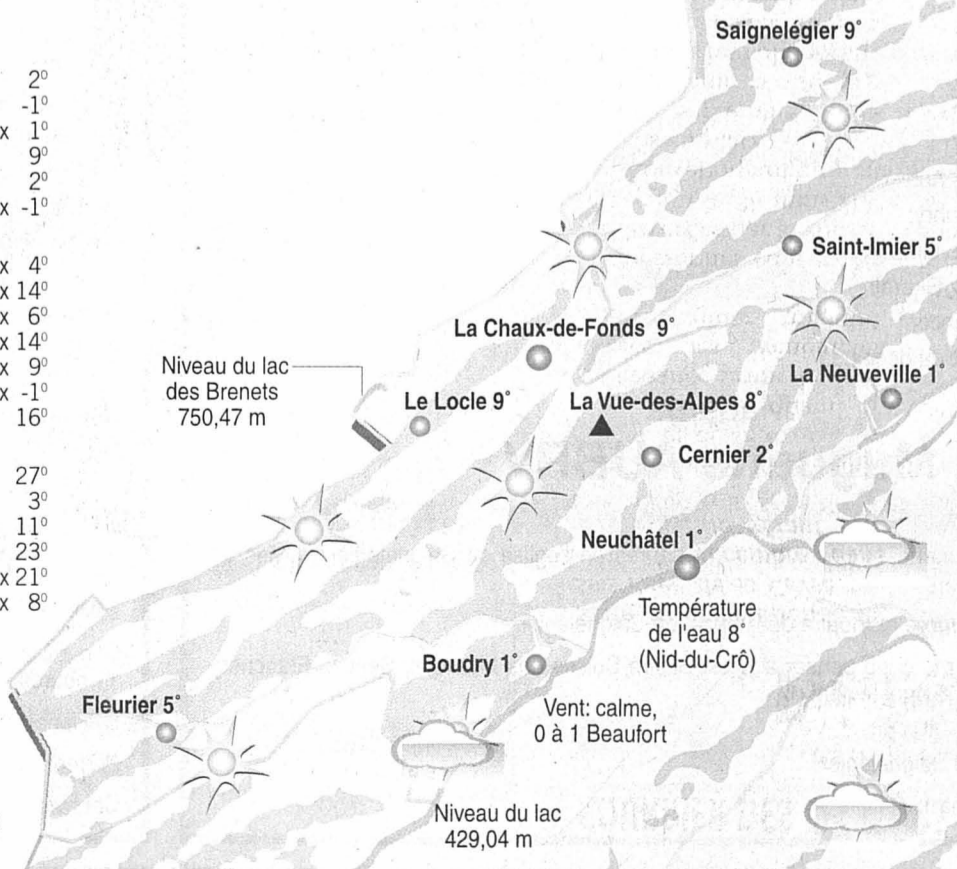 2°
-1°
x 1°
9°
2°
x -1°
x 4°
x 14°
x 6°
x 14°
x 9°
x -1°
16°
27°
3°
11°
23°
x 21°
x 8°
Saignelégier 9°
Saint-Imier 5°
La Chaux-de-Fonds 9°
Niveau du lac
des Brenets
750,47 m
La Neuveville 1°
Le Locle 9°
La Vue-des-Alpes 8°
Cernier 2°
Neuchâtel 1°
Température
de l'eau 8°
(Nid-du-Crô)
Boudry 1°
Fleurier 5°
Vent: calme,
0 à 1 Beaufort
Niveau du lac
429,04 m